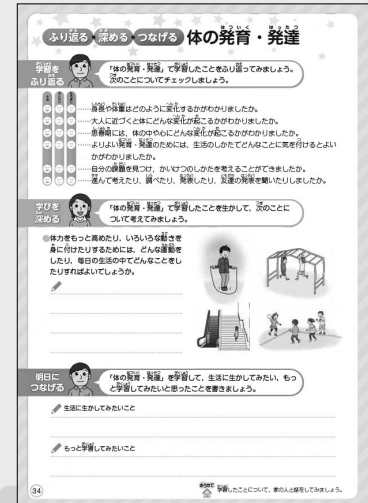 ふり返る 深める つなげる 体の発育・発達
学習を
ふり返る
「体の発育・発達」で学習したことをふり返ってみましょう。
次のことについてチェックしましょう。
……身長や体重はどのように変化するかがわかりましたか。
……大人に近づくと体にどんな変化が起こるかがわかりましたか。
……思春期には、体の中や心にどんな変化が起こるかがわかりましたか。
……よりよい発育・発達のためには、生活のしかたてどんなことに気を付けるとよい
かがわかりましたか。
……自分の課題を見つけ、かいけつのしかたを考えることができましたか。
……進んで考えたり、調べたり、発表したり、友達の発表を聞いたりしましたか。
学びを
深める
「体の発育・発達」で学習したことを生かして、次のことに
ついて考えてみましょう。
体力をもっと高めたり、いろいろな動きを
身に付けたりするためには、どんな運動を
したり、毎日の生活の中でどんなことをし
たりすればよいでしょうか。
明日に
つなげる
「体の発育・発達」を学習して、生活に生かしてみたい、もっ
と学習してみたいと思ったことを書きましょう。
生活に生かしてみたいこと
もっと学習してみたいこと
34
学習したことについて、家の人と話をしてみましょう。